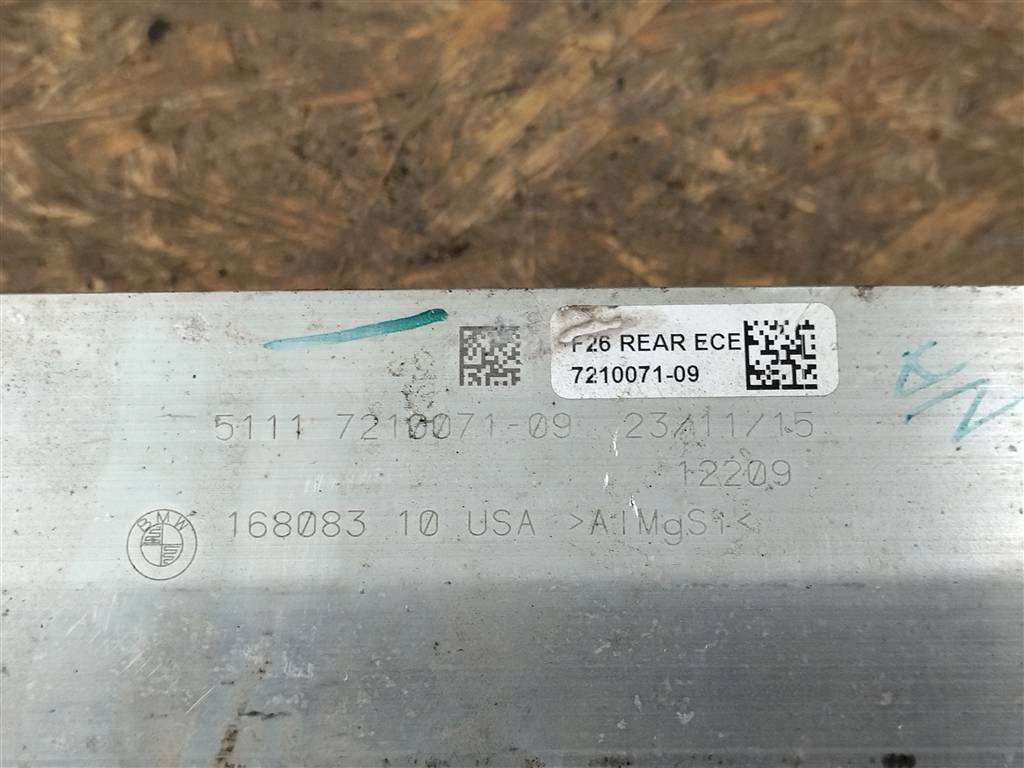 F26 REAR ECE
7210071-09
5111 7210071-09 23/11/15
12209
BMW
168083 10 USA >AlMgSi<